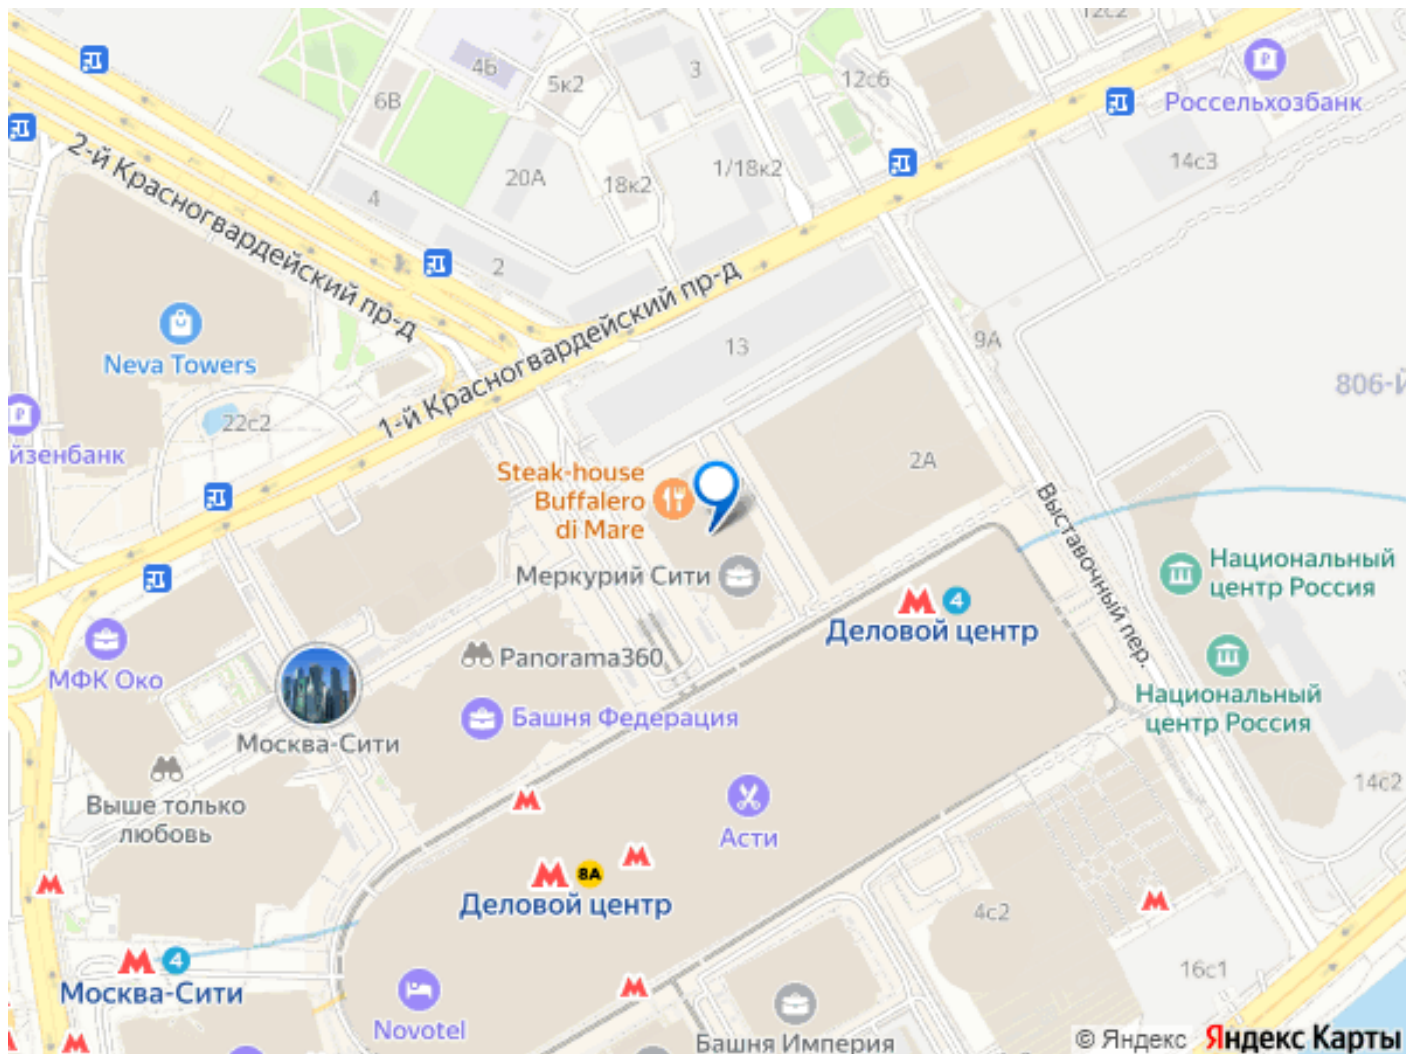 12с2
4Б
5к2
3
12с6
6В
Россельхозбанк
2-й Красногвардейский пр-д
14с3
1/18к2
20А
18к2
4
2
1-й Красногвардейский пр-д
Neva Towers
13
9А
806-Й
22с2
йзенбанк
Steak-house
Buffalero
di Mare
2А
Выставочный пер.
Меркурий Сити
4
Деловой центр
Национальный
центр Россия
МФК Око
Panorama360
Национальный
центр Россия
Башня Федерация
Москва-Сити
14с2
Выше только
любовь
Асти
8А
Деловой центр
4с2
4
Москва-Сити
16с1
Novotel
Башня Империя
© Яндекс Яндекс Карты